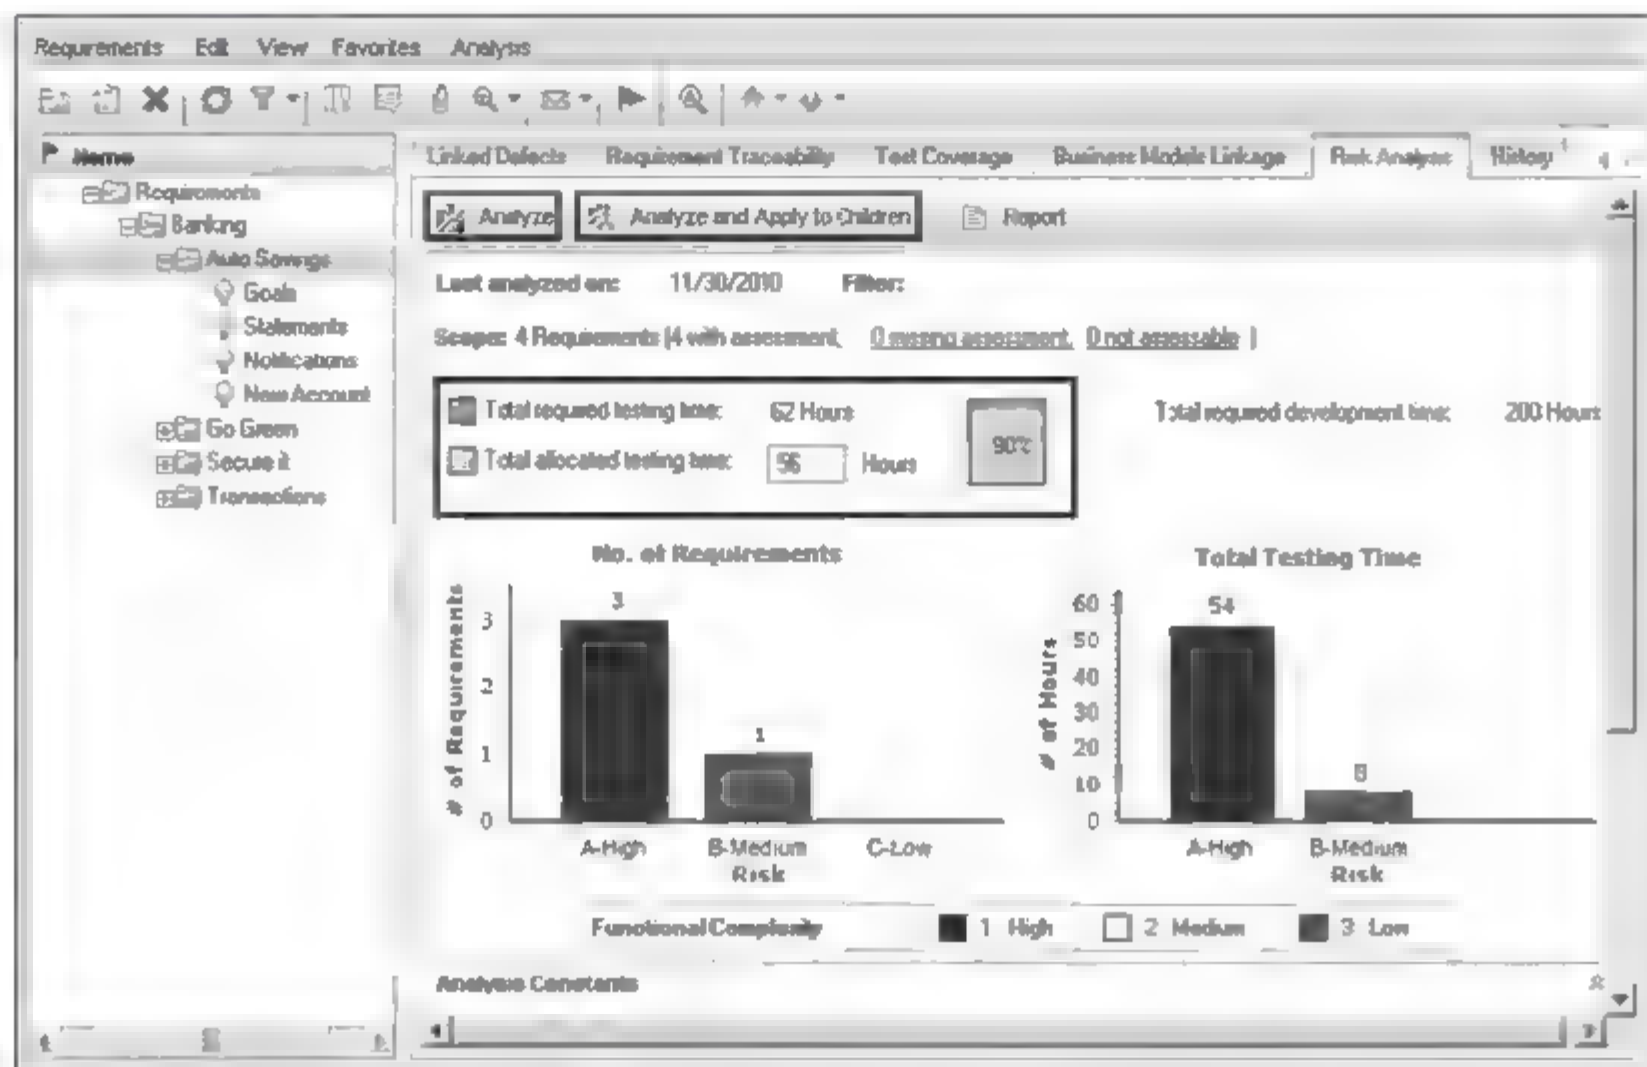 Requirements Edit View Favorites Analysis
Name
Requirements
Banking
Auto Savings
Goals
Statements
Notifications
New Account
Go Green
Secure it
Transactions
Linked Defects Requirement Traceability Test Coverage Business Models Linkage Risk Analysis History
Analyze Analyze and Apply to Children Report
Last analyzed on: 11/30/2010 Filter:
Scope: 4 Requirements (4 with assessment, 0 missing assessment, 0 not assessable )
Total required testing time: 62 Hours
Total allocated testing time: 56 Hours
90%
Total required development time: 200 Hours
No. of Requirements
# of Requirements
3
2
1
0
3
1
A-High B-Medium C-Low
Risk
Total Testing Time
# of Hours
60
50
40
30
20
10
0
54
8
A-High B-Medium
Risk
Functional Complexity 1 High 2 Medium 3 Low
Analysis Constants